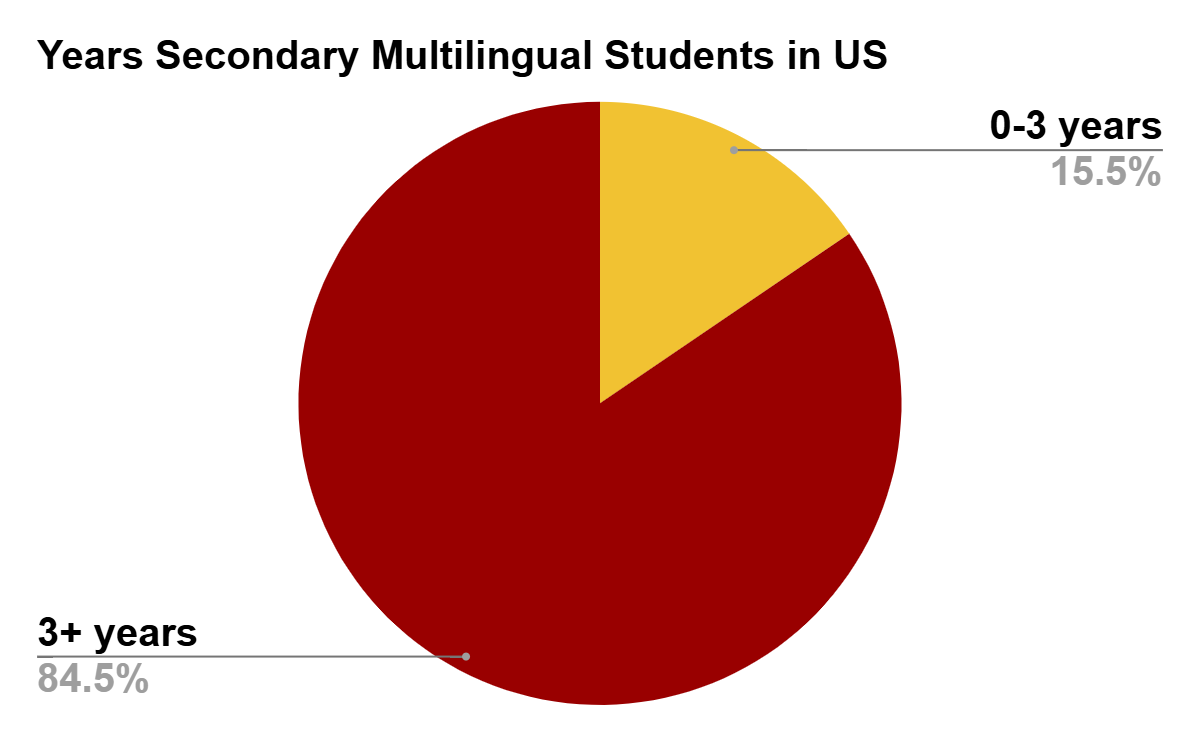 Years Secondary Multilingual Students in US
0-3 years
15.5%
3+ years
84.5%